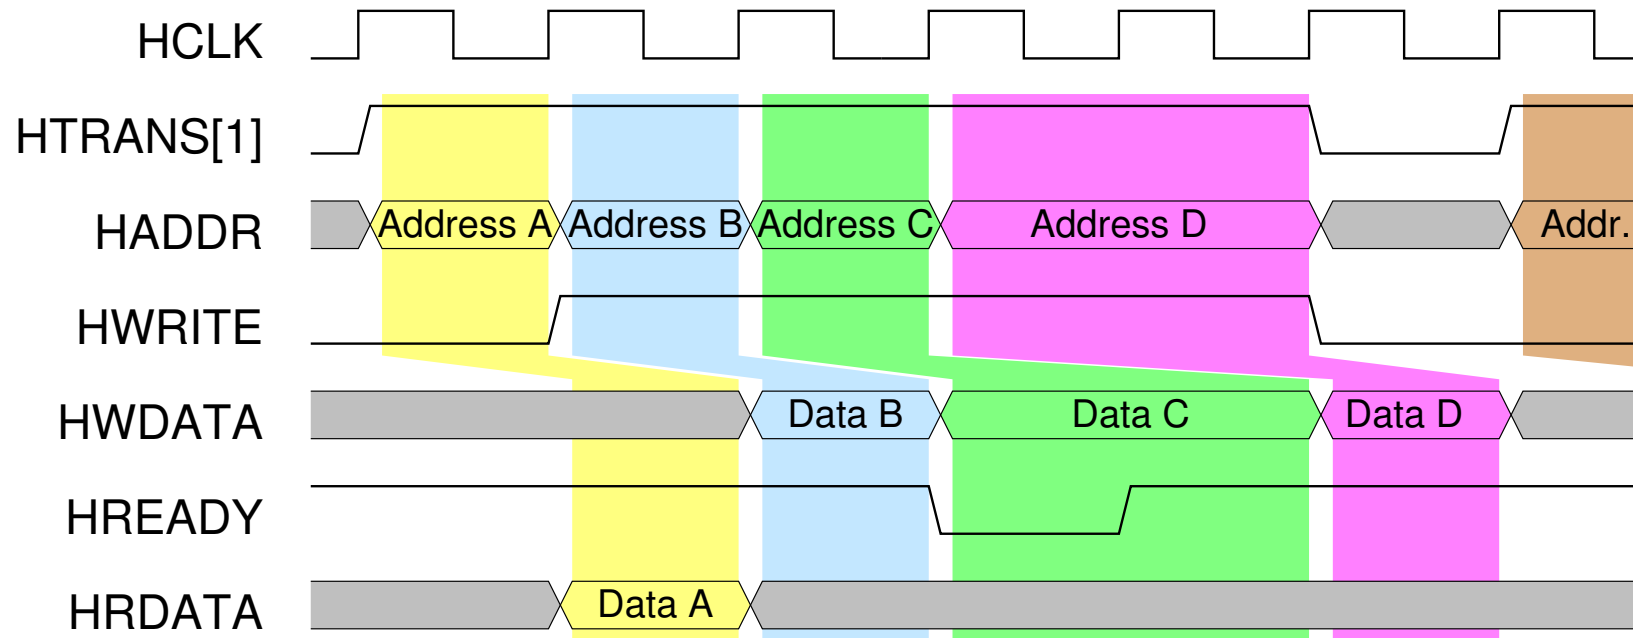 HCLK
HTRANS[1]
HADDR Address A Address B Address C Address D Addr.
HWRITE
HWDATA Data B Data C Data D
HREADY
HRDATA Data A